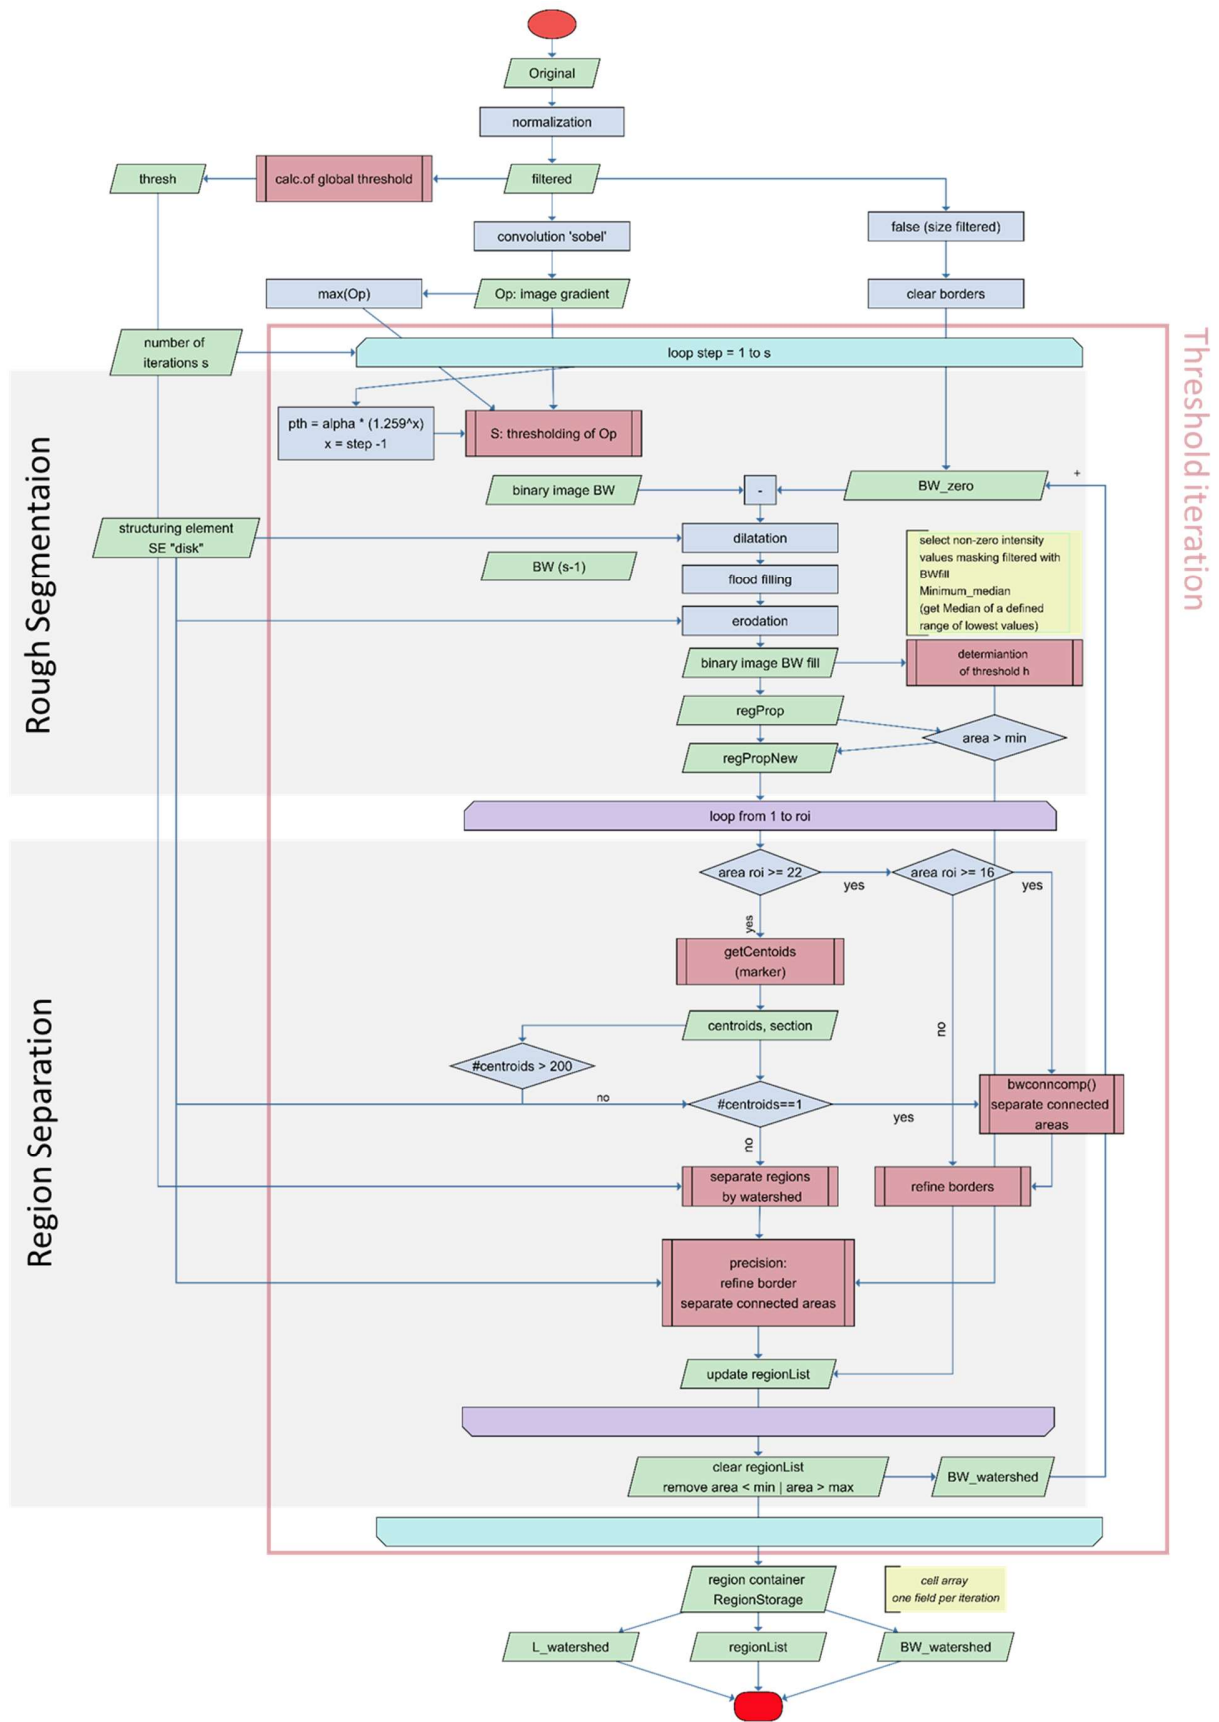 Original
normalization
thresh
calc.of global threshold
filtered
convolution 'sobel'
false (size filtered)
max(Op)
Op: image gradient
clear borders
Threshold iteration
number of
iterations s
loop step = 1 to s
Rough Segmentaion
pth = alpha * (1.259^x)
x = step -1
S: thresholding of Op
binary image BW
-
BW_zero
+
structuring element
SE "disk"
dilatation
BW (s-1)
flood filling
erodation
select non-zero intensity
values masking filtered with
BWfill
Minimum_median
(get Median of a defined
range of lowest values)
binary image BW fill
determiantion
of threshold h
regProp
area > min
regPropNew
loop from 1 to roi
Region Separation
area roi >= 22
yes
area roi >= 16
yes
yes
getCentoids
(marker)
centroids, section
no
#centroids > 200
no
#centroids==1
yes
bwconncomp()
separate connected
areas
no
separate regions
by watershed
refine borders
precision:
refine border
separate connected areas
update regionList
clear regionList
remove area < min | area > max
BW_watershed
region container
RegionStorage
cell array
one field per iteration
L_watershed
regionList
BW_watershed